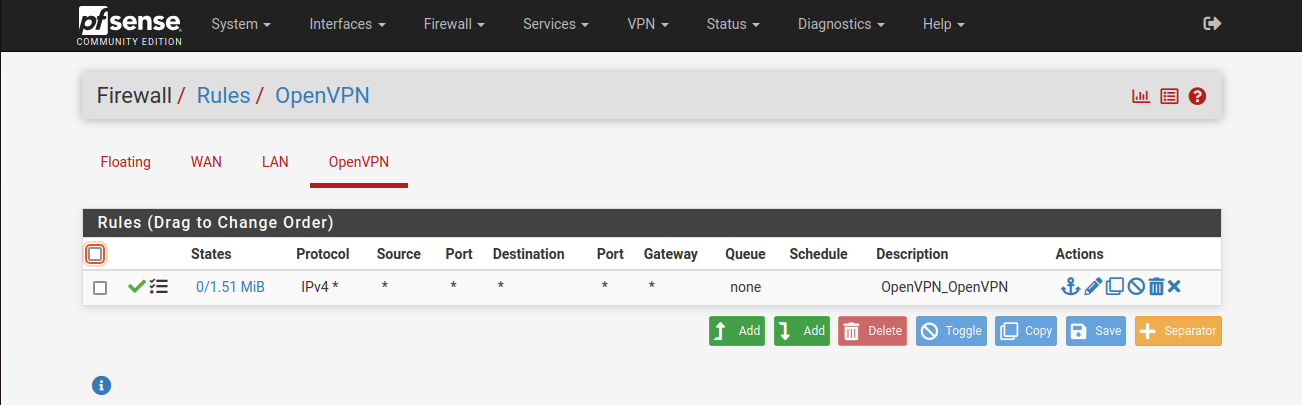 pfsense
COMMUNITY EDITION
System Interfaces Firewall Services VPN Status Diagnostics Help
Firewall / Rules / OpenVPN
Floating WAN LAN OpenVPN
Rules (Drag to Change Order)
States Protocol Source Port Destination Port Gateway Queue Schedule Description Actions
0/1.51 MiB IPv4 * * * * * * none OpenVPN_OpenVPN
Add Add Delete Toggle Copy Save Separator